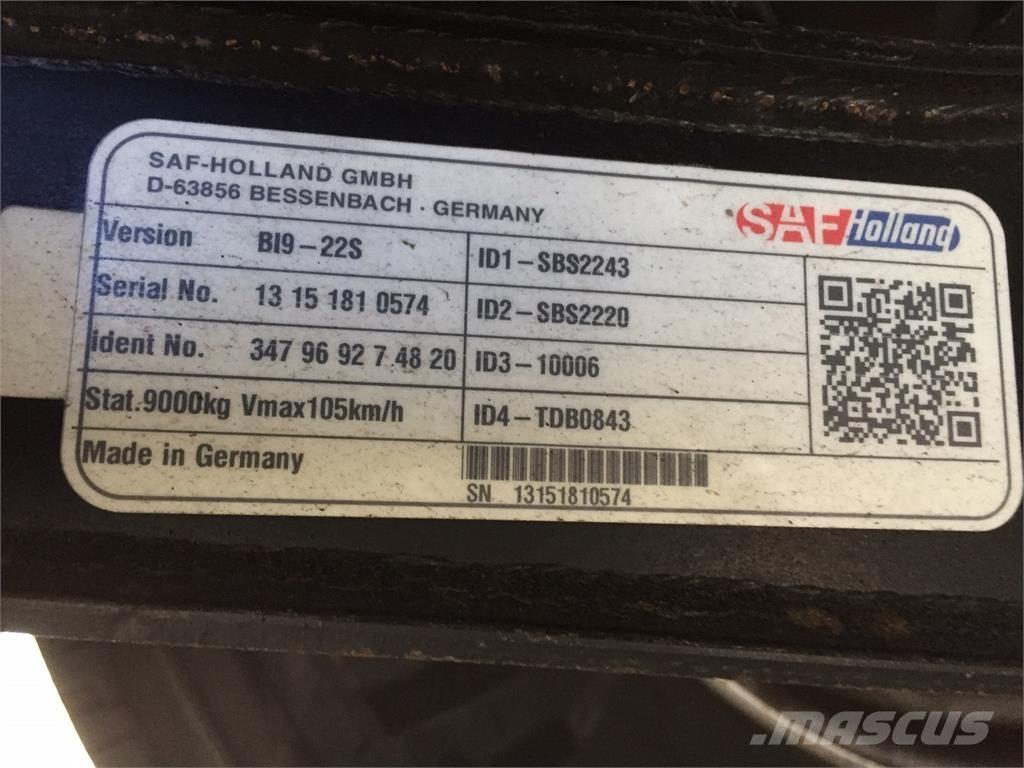 SAF-HOLLAND GMBH
D-63856 BESSENBACH · GERMANY
SAF Holland
Version BI9-22S
ID1-SBS2243
Serial No. 13 15 181 0574
ID2-SBS2220
Ident No. 347 96 92 7 48 20
ID3-10006
Stat.9000kg Vmax105km/h
ID4-TDB0843
Made in Germany
SN 13151810574
MASCUS